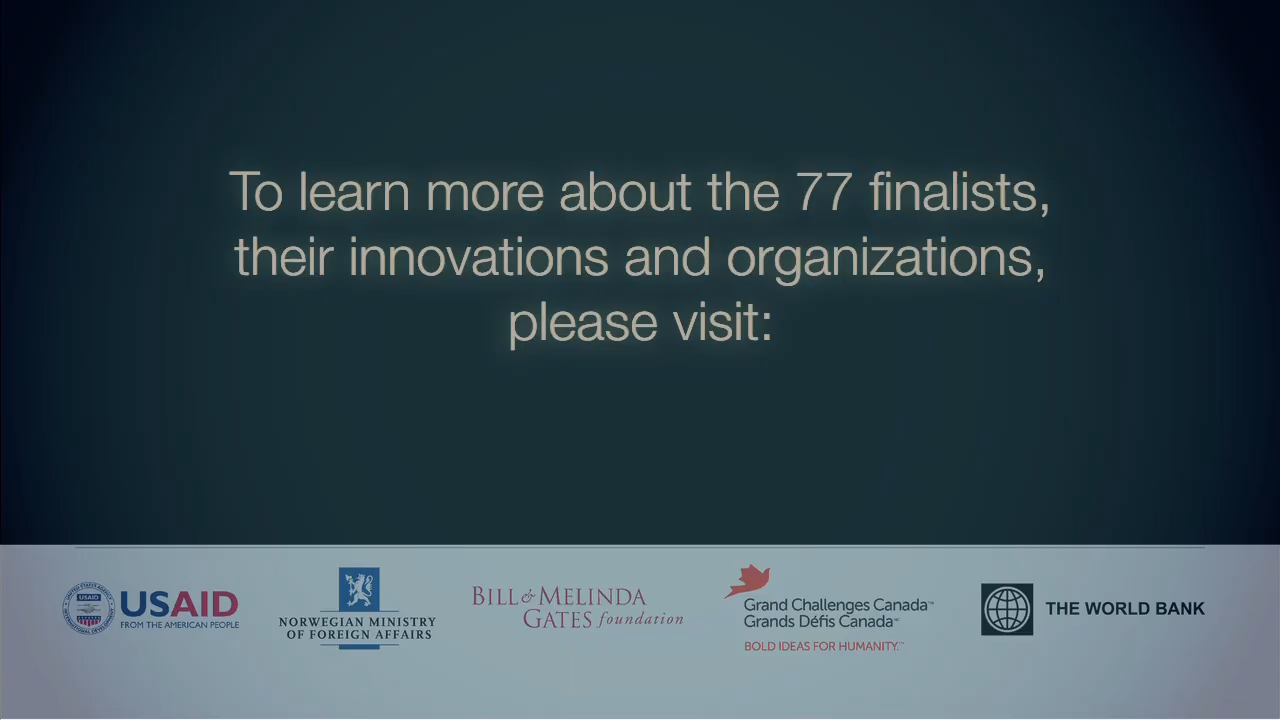 To learn more about the 77 finalists,
their innovations and organizations,
please visit:
USAID
USAID
FROM THE AMERICAN PEOPLE
NORWEGIAN MINISTRY
OF FOREIGN AFFAIRS
BILL & MELINDA
GATES foundation
Grand Challenges Canada™
Grands Défis Canada™
BOLD IDEAS FOR HUMANITY.™
THE WORLD BANK